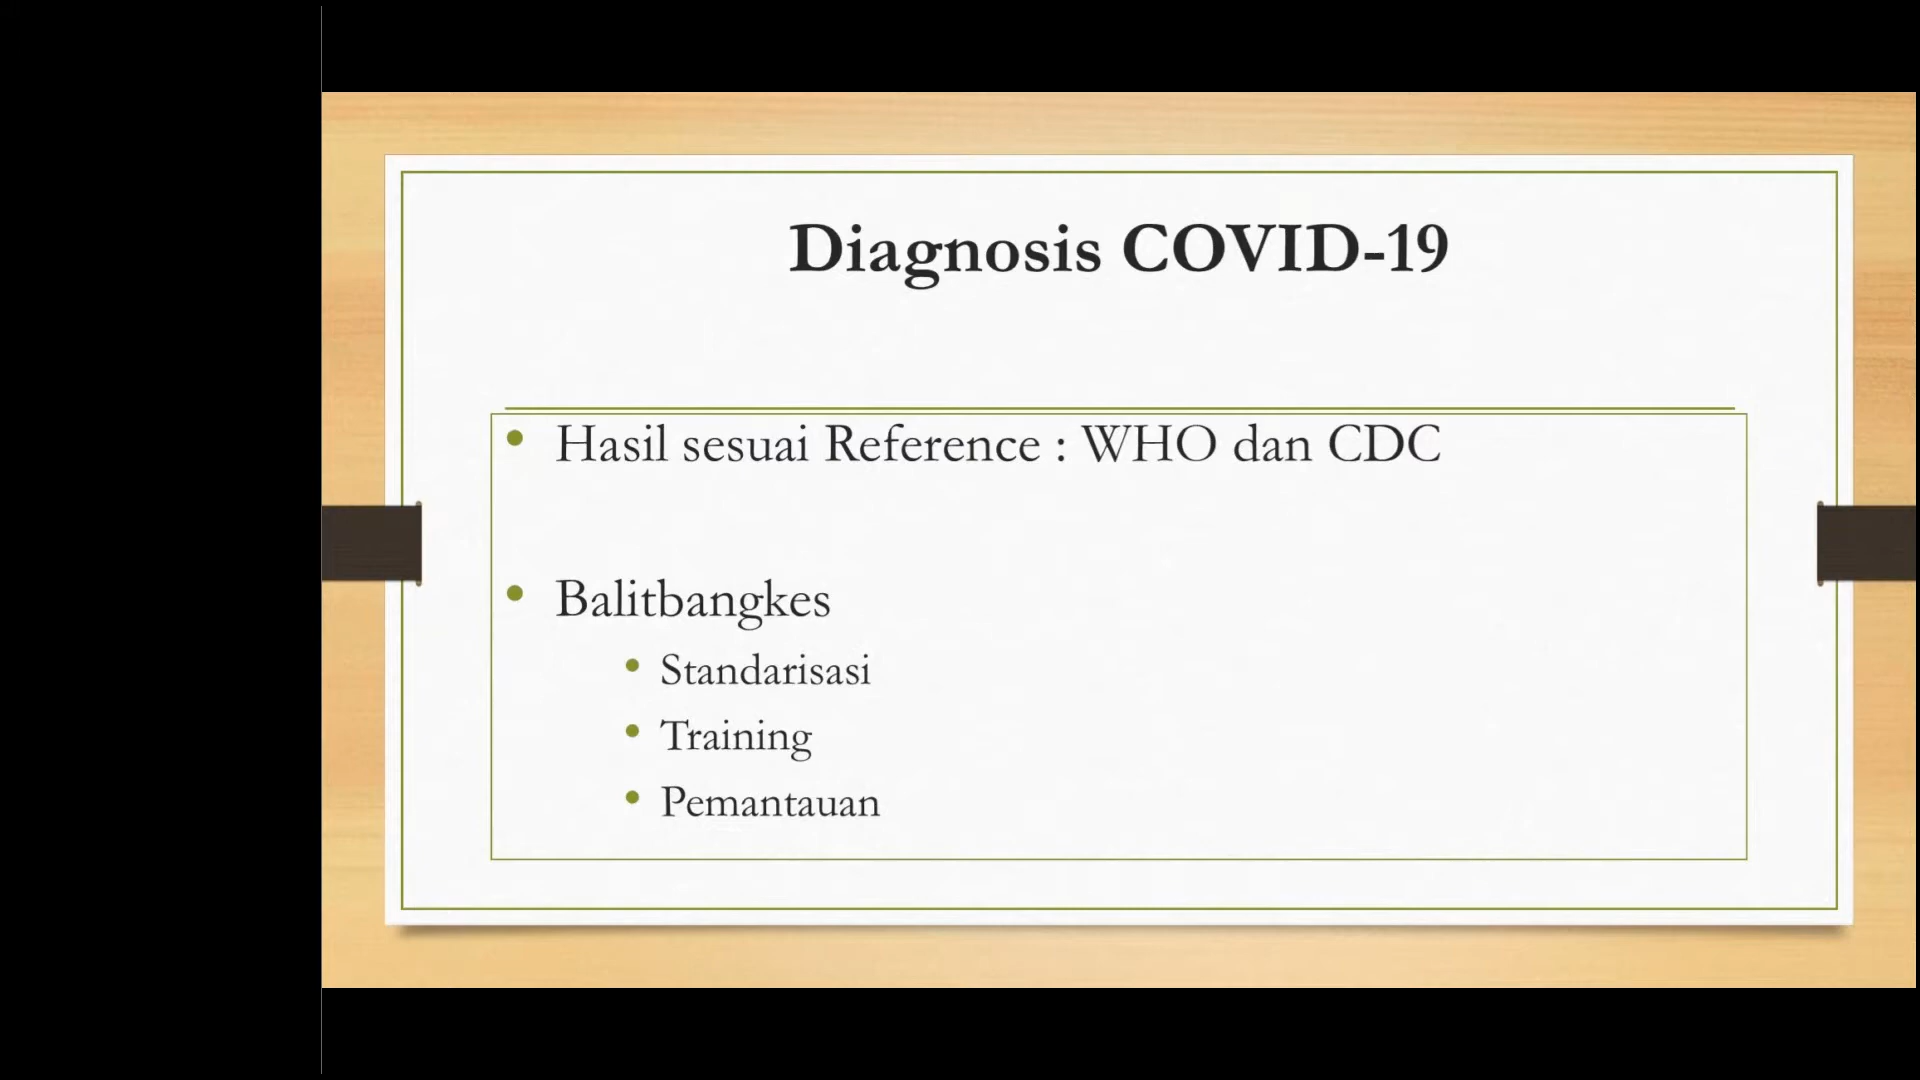 Diagnosis COVID-19
• Hasil sesuai Reference : WHO dan CDC
• Balitbangkes
• Standarisasi
• Training
• Pemantauan